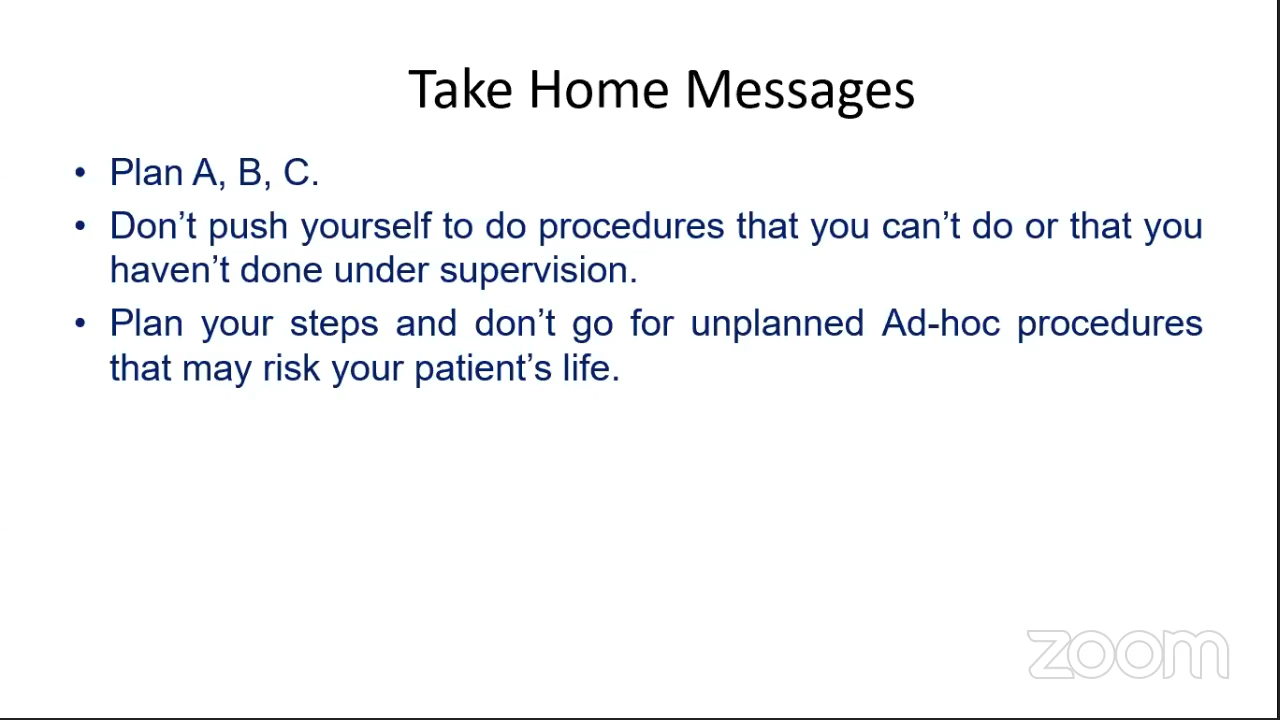 Take Home Messages
• Plan A, B, C.
• Don’t push yourself to do procedures that you can’t do or that you
haven’t done under supervision.
• Plan your steps and don’t go for unplanned Ad-hoc procedures
that may risk your patient’s life.
zoom